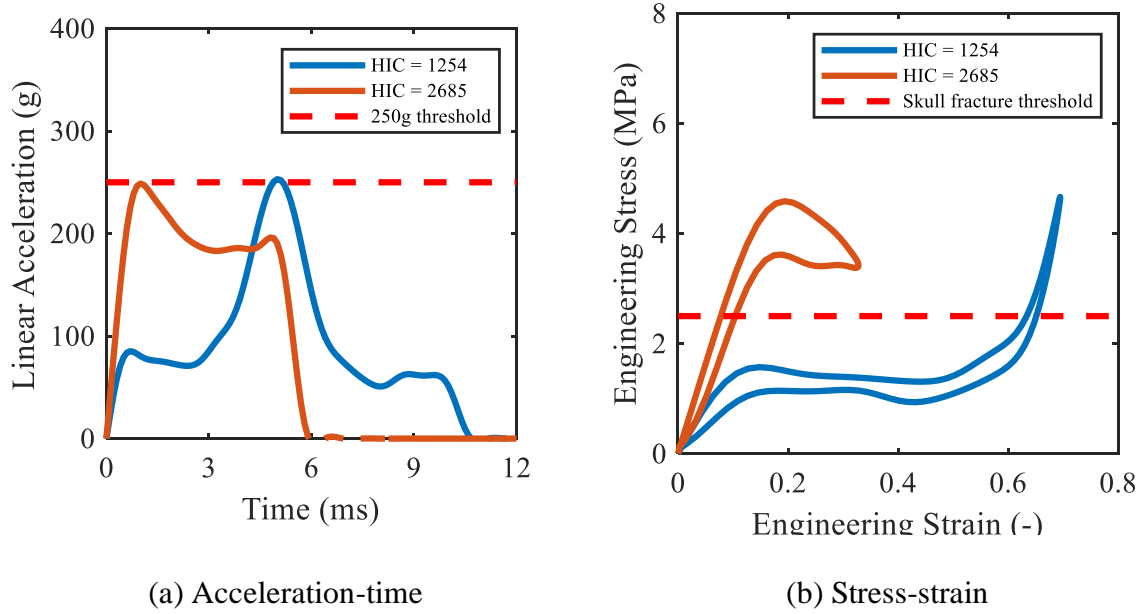 400
300
200
100
0
Linear Acceleration (g)
HIC = 1254
HIC = 2685
250g threshold
0 3 6 9 12
Time (ms)
(a) Acceleration-time
8
6
4
2
0
Engineering Stress (MPa)
HIC = 1254
HIC = 2685
Skull fracture threshold
0 0.2 0.4 0.6 0.8
Engineering Strain (-)
(b) Stress-strain